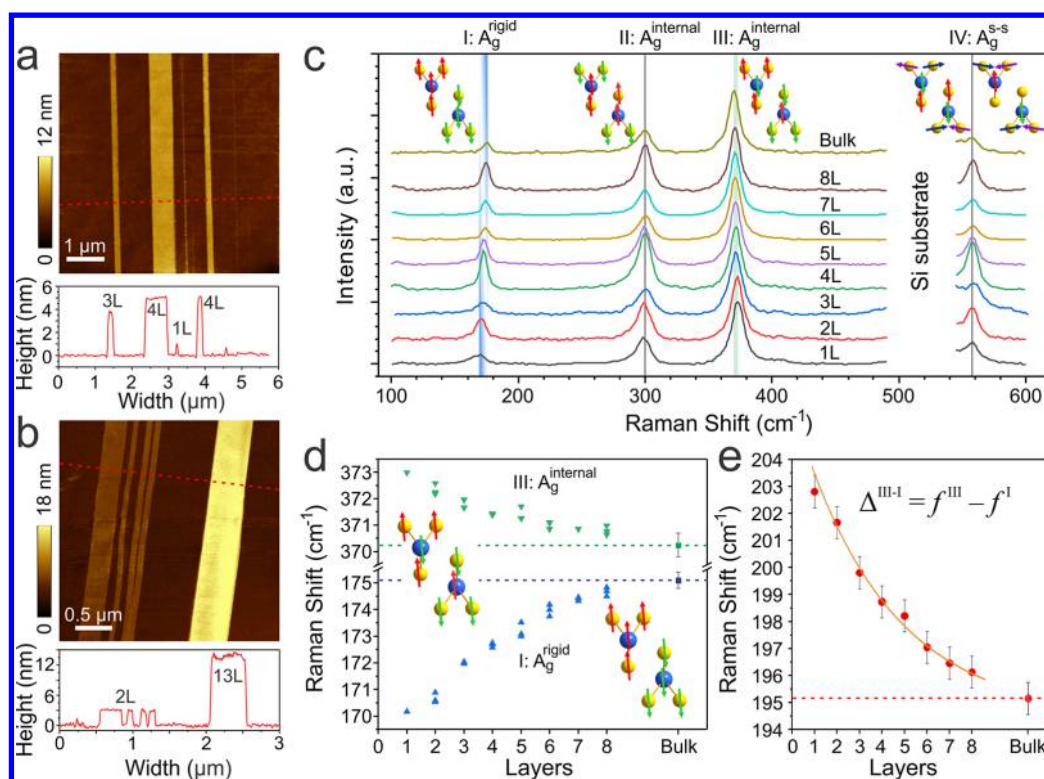 a
12 nm
0
1 µm
Height (nm)
6
5
4
3
2
1
0
3L
4L
1L
4L
0 1 2 3 4 5 6
Width (µm)
b
18 nm
0
0.5 µm
Height (nm)
12
9
6
3
0
2L
13L
0 1 2 3
Width (µm)
c
I: A_g^rigid
II: A_g^internal
III: A_g^internal
IV: A_g^s-s
Intensity (a.u.)
Bulk
8L
7L
6L
5L
4L
3L
2L
1L
Si substrate
100 200 300 400 500 600
Raman Shift (cm⁻¹)
d
Raman Shift (cm⁻¹)
373
372
371
370
175
174
173
172
171
170
III: A_g^internal
I: A_g^rigid
1 2 3 4 5 6 7 8 Bulk
Layers
e
Raman Shift (cm⁻¹)
204
203
202
201
200
199
198
197
196
195
194
Δ^III-I = f^III − f^I
0 1 2 3 4 5 6 7 8 Bulk
Layers